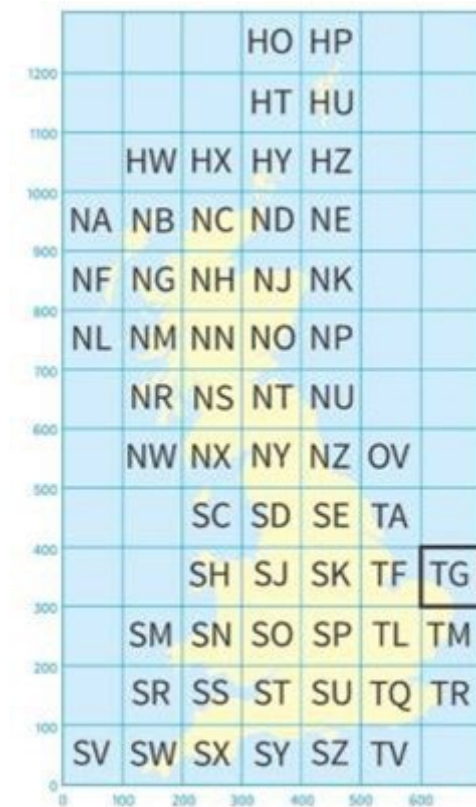 HO HP
1200
HT HU
1100
HW HX HY HZ
1000
NA NB NC ND NE
900
NF NG NH NJ NK
800
NL NM NN NO NP
700
NR NS NT NU
600
NW NX NY NZ OV
500
SC SD SE TA
400
SH SJ SK TF TG
300
SM SN SO SP TL TM
200
SR SS ST SU TQ TR
100
SV SW SX SY SZ TV
0
0 100 200 300 400 500 600